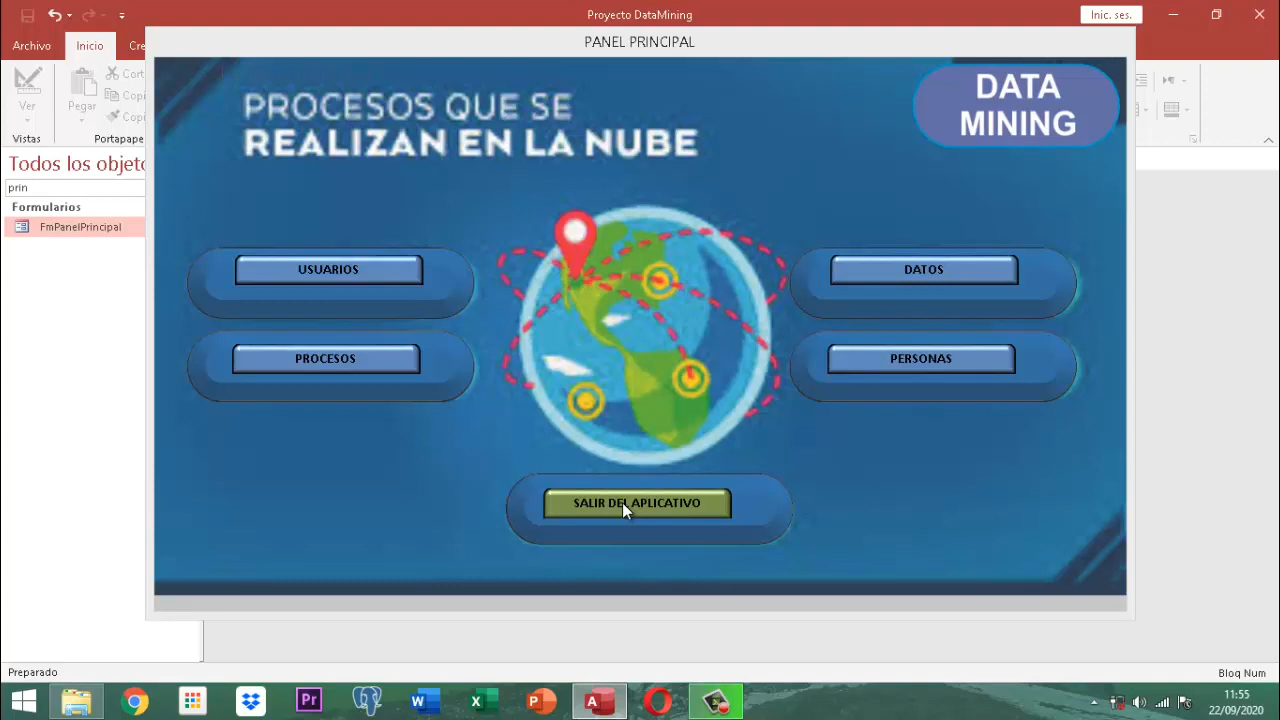 Proyecto DataMining
Inic. ses.
Archivo
Inicio
Cre
PANEL PRINCIPAL
Ver
Pegar
Cort
Copi
Copi
Vistas
Portapape
Todos los objeto
prin
Formularios
FmPanelPrincipal
PROCESOS QUE SE
REALIZAN EN LA NUBE
DATA
MINING
USUARIOS
DATOS
PROCESOS
PERSONAS
SALIR DEL APLICATIVO
Preparado
Bloq Num
Pr
W
X
P
A
11:55
22/09/2020